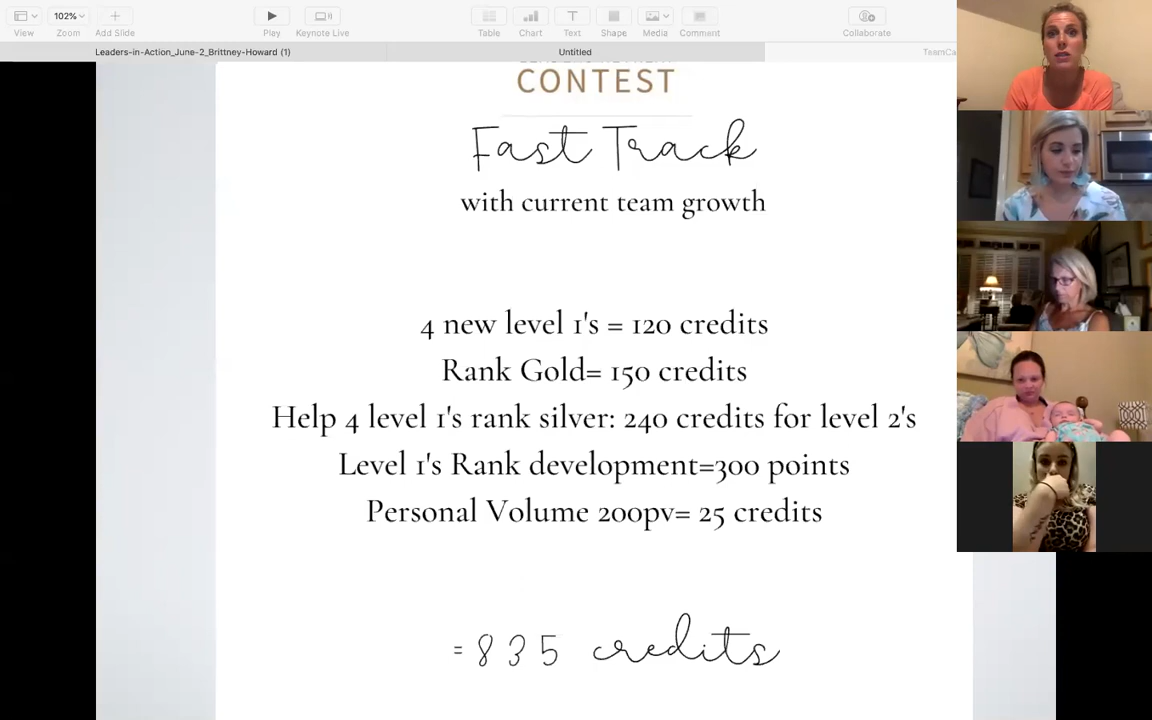 102%
View
Zoom
Add Slide
Play
Keynote Live
Table
Chart
Text
Shape
Media
Comment
Collaborate
Leaders-in-Action_June-2_Brittney-Howard (1)
Untitled
CONTEST
Fast Track
with current team growth
4 new level 1's = 120 credits
Rank Gold= 150 credits
Help 4 level 1's rank silver: 240 credits for level 2's
Level 1's Rank development=300 points
Personal Volume 200pv= 25 credits
= 835 credits